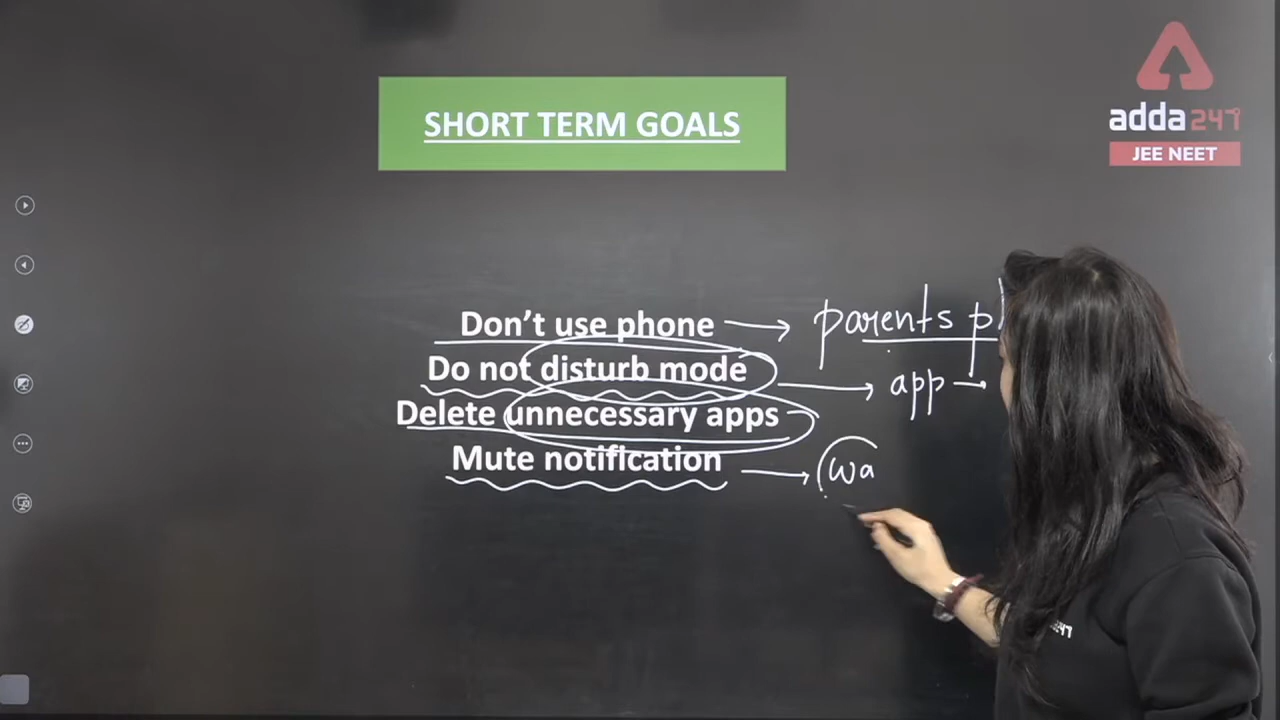 SHORT TERM GOALS
adda247
JEE NEET
Don't use phone → parents
Do not disturb mode → app →
Delete unnecessary apps
Mute notification → wa